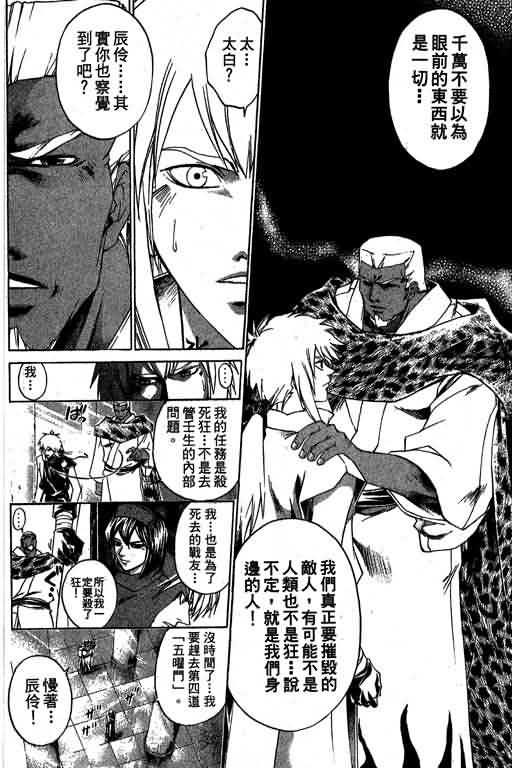 千萬不要以為
眼前的東西就
是一切…
我們真正要摧毀的
敵人，有可能不是
人類也不是狂…說
不定，就是我們身
邊的人！
太…
太白？
辰伶……其
實你也察覺
到了吧？
…
我…
我的任務是殺
死狂…不是去
管壬生的內部
問題。
ばっ
我…也是為了
死去的戰友…
所以我一
定要殺了
狂！
…
沒時間了…我
要趕去第四道
「五曜門」
ザッ
ザッ
慢著…
辰伶！